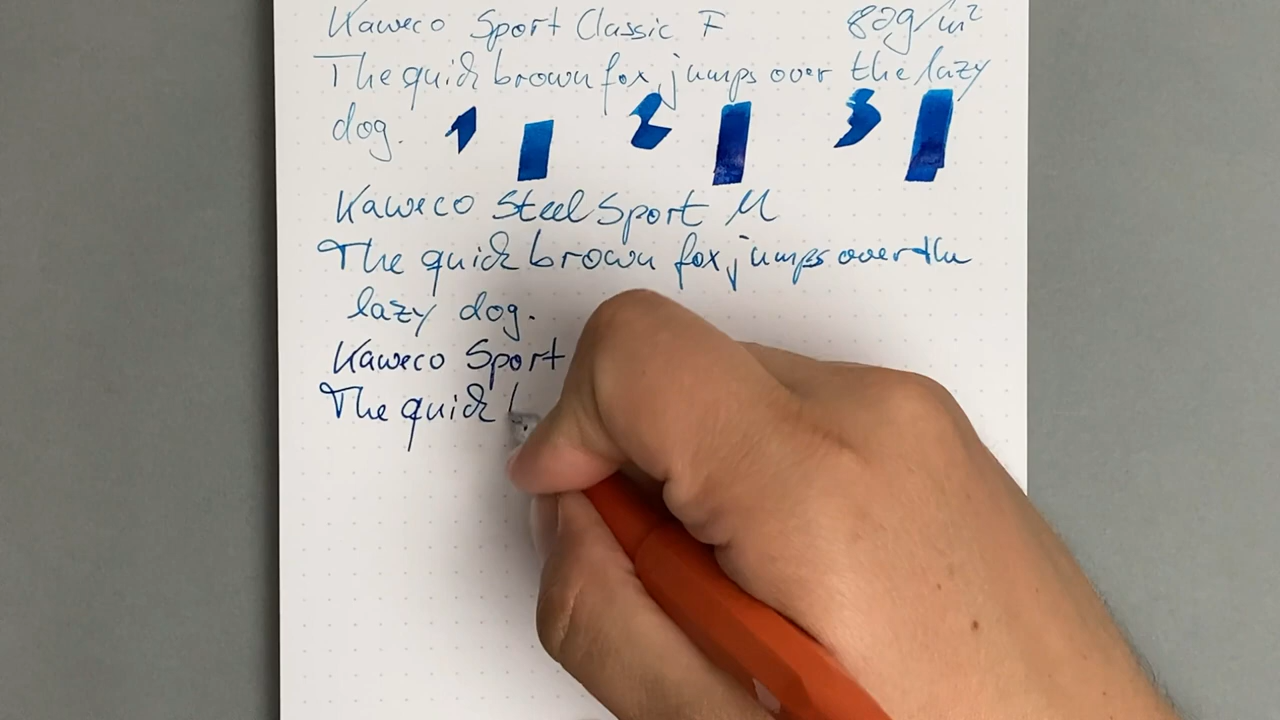 Kaweco Sport Classic F 80g/m²
The quick brown fox jumps over the lazy
dog. 1 2 3
Kaweco Steel Sport M
The quick brown fox jumps over the
lazy dog.
Kaweco Sport
The quick